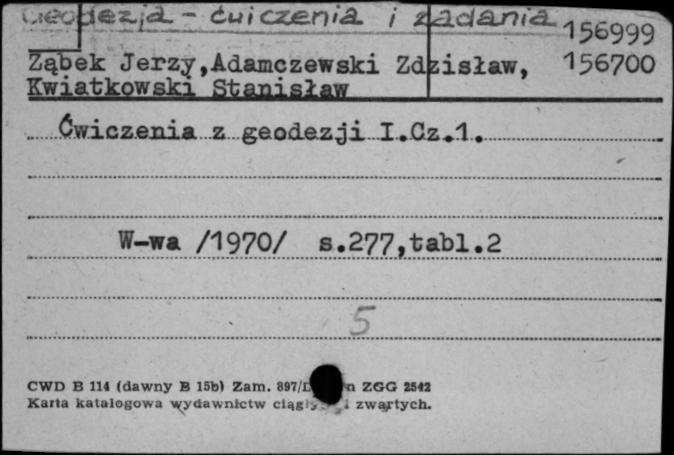 Geodezja - ćwiczenia i zadania 156999
Ząbek Jerzy, Adamczewski Zdzisław, 156700
Kwiatkowski Stanisław
Ćwiczenia z geodezji I.Cz.1.
W-wa /1970/ s.277,tabl.2
5
CWD B 114 (dawny B 15b) Zam. 897/ ZGG 2542
Karta katalogowa wydawnictw i zwartych.